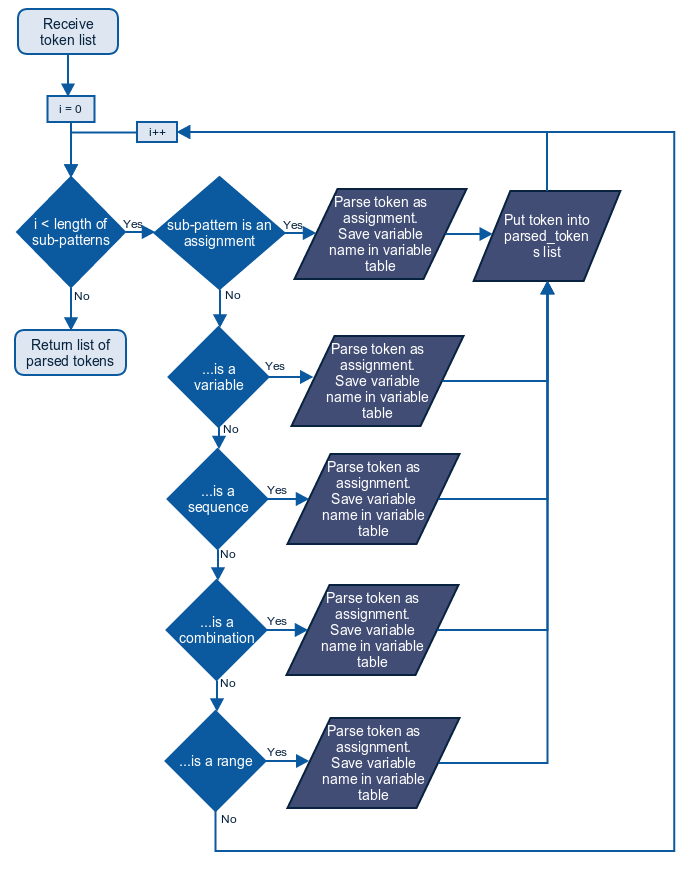 Receive
token list
i = 0
i++
i < length of
sub-patterns
Yes
sub-pattern is an
assignment
Yes
Parse token as
assignment.
Save variable
name in variable
table
Put token into
parsed_token
s list
No
No
Return list of
parsed tokens
...is a
variable
Yes
Parse token as
assignment.
Save variable
name in variable
table
No
...is a
sequence
Yes
Parse token as
assignment.
Save variable
name in variable
table
No
...is a
combination
Yes
Parse token as
assignment.
Save variable
name in variable
table
No
...is a range
Yes
Parse token as
assignment.
Save variable
name in variable
table
No